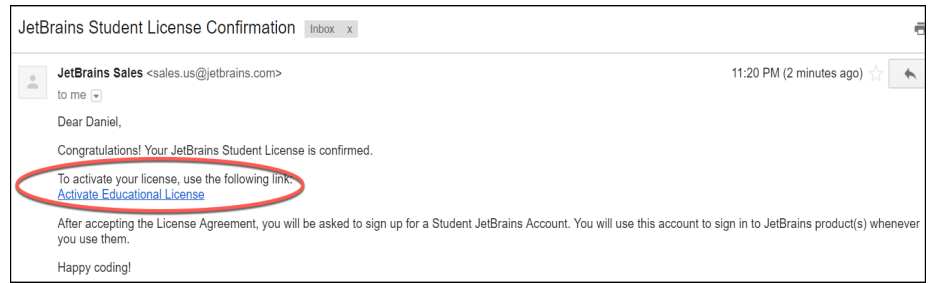 JetBrains Student License Confirmation Inbox x
JetBrains Sales <sales.us@jetbrains.com> 11:20 PM (2 minutes ago)
to me
Dear Daniel,
Congratulations! Your JetBrains Student License is confirmed.
To activate your license, use the following link:
Activate Educational License
After accepting the License Agreement, you will be asked to sign up for a Student JetBrains Account. You will use this account to sign in to JetBrains product(s) whenever
you use them.
Happy coding!